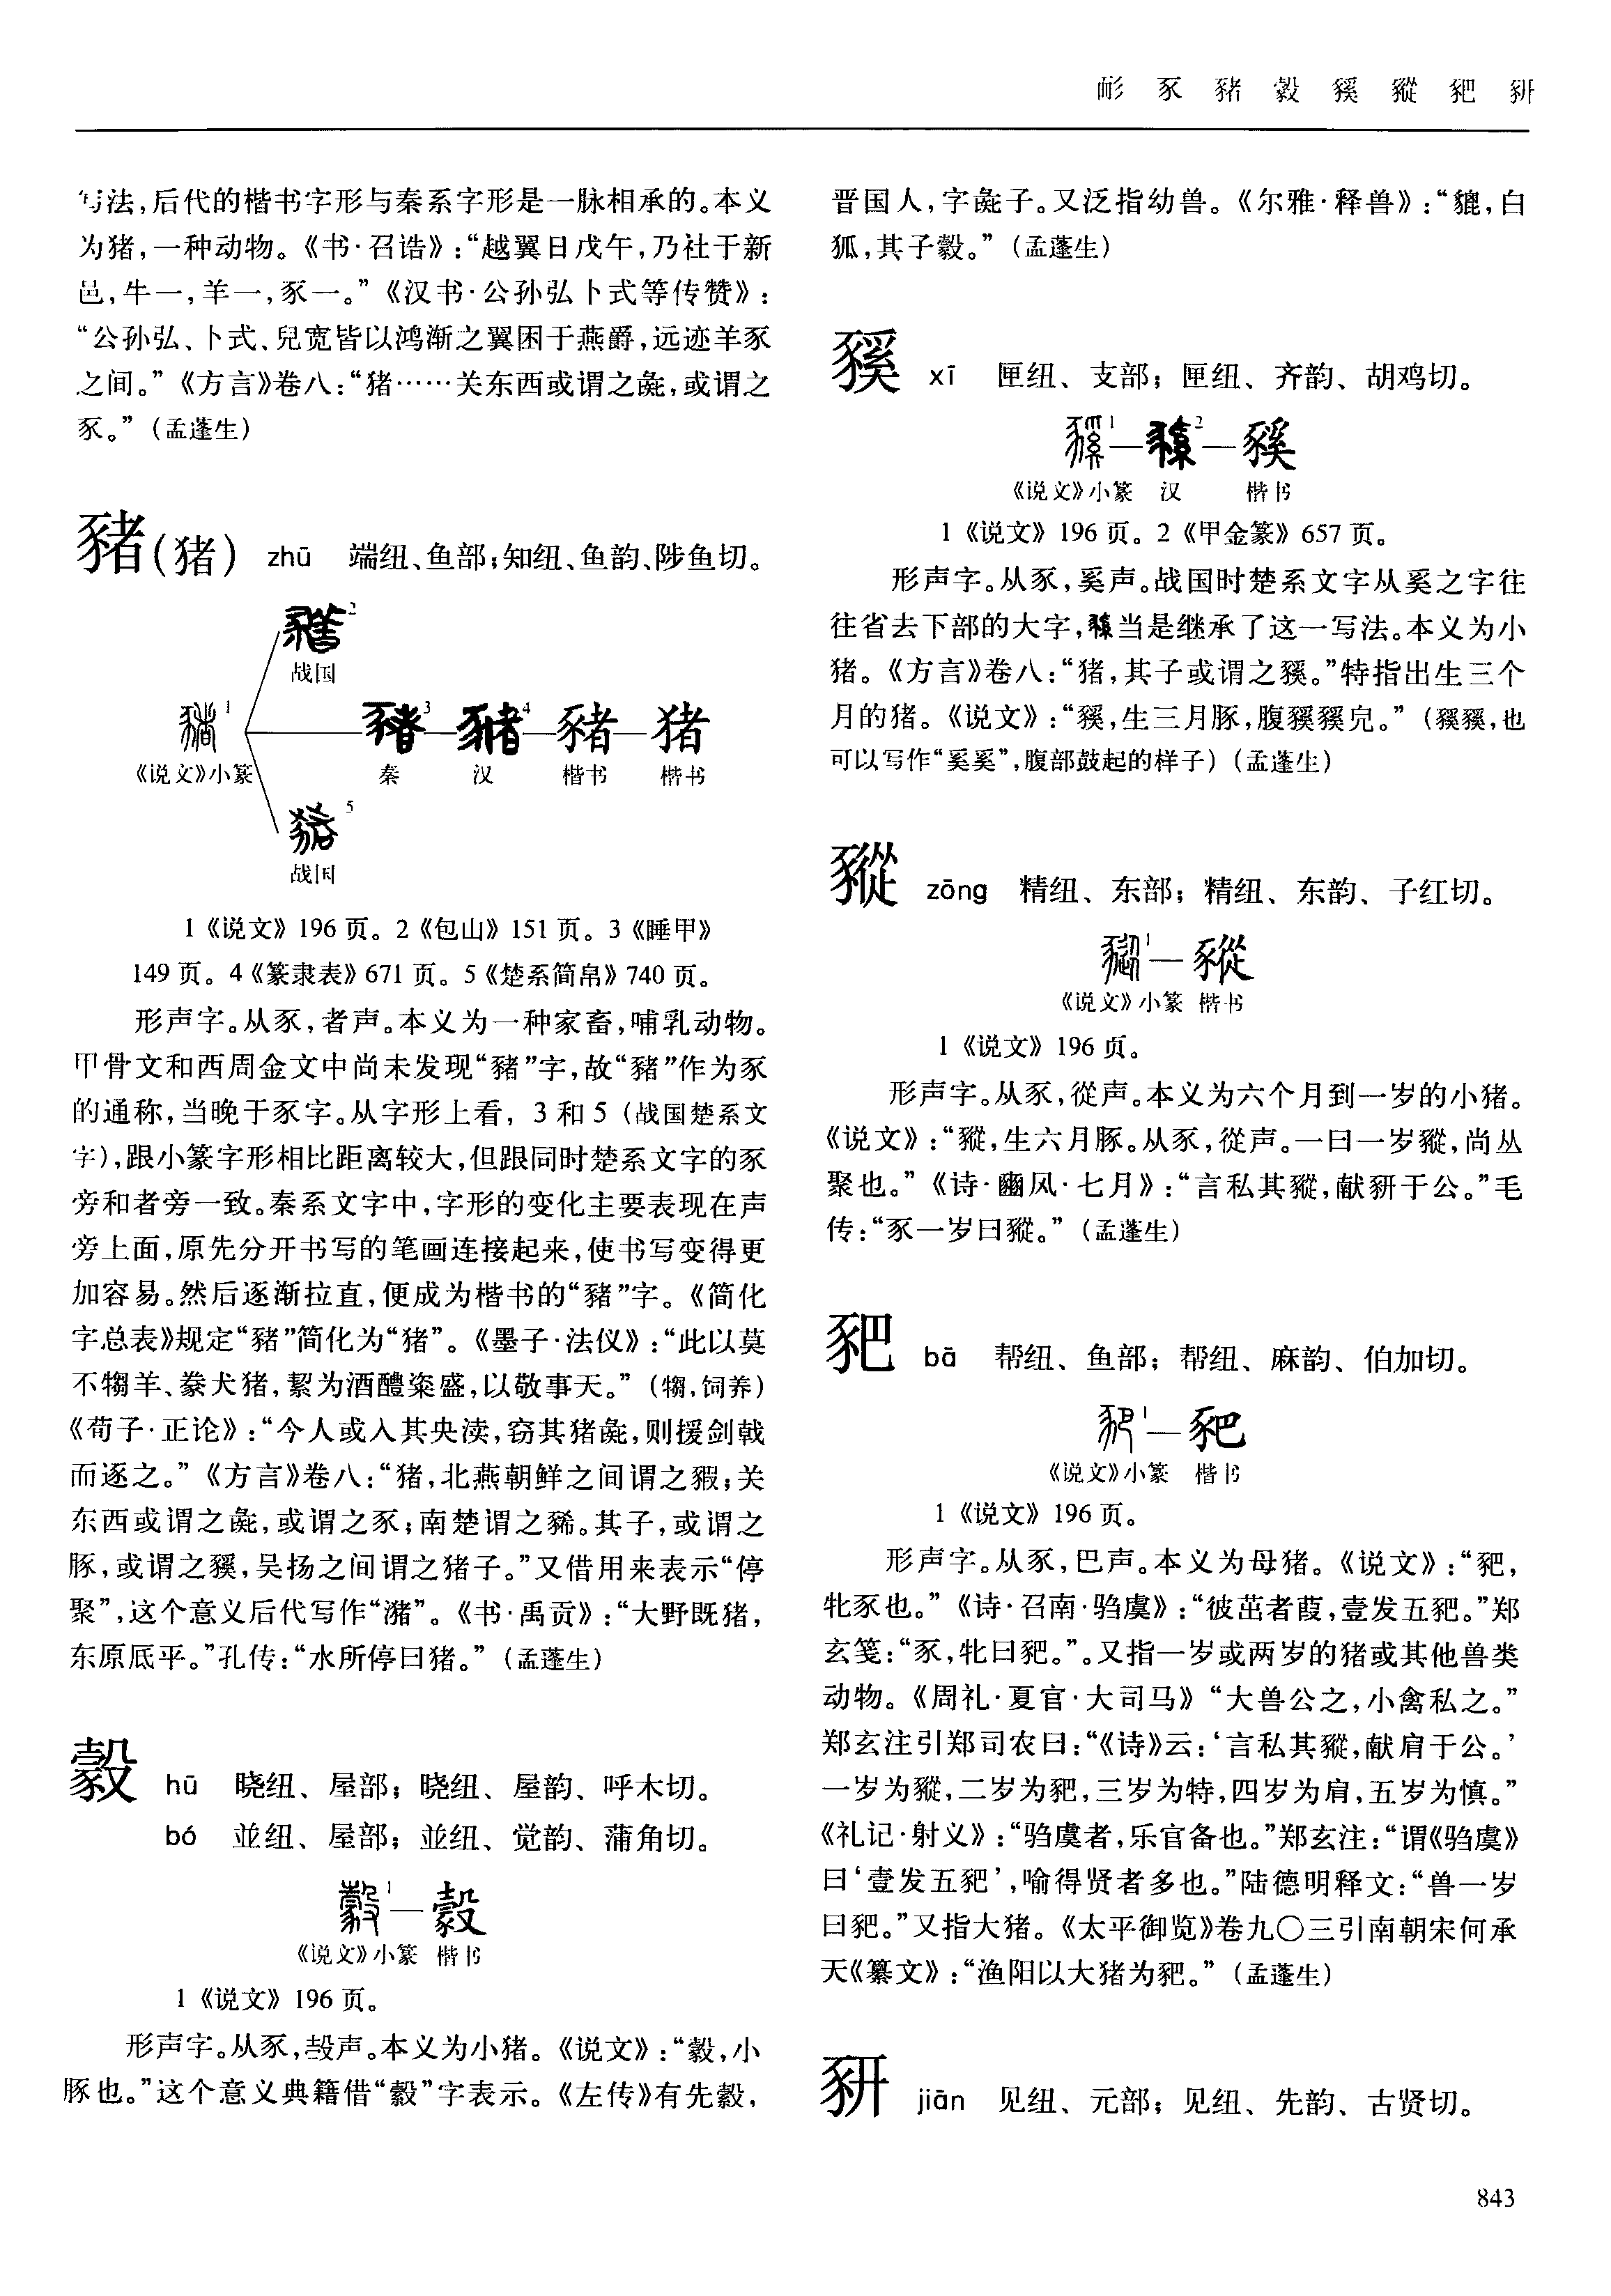 耏 豕 豬 豰 豯 豵 豝 豣
写法,后代的楷书字形与秦系字形是一脉相承的。本义
为猪,一种动物。《书·召诰》:“越翼日戊午,乃社于新
邑,牛一,羊一,豕一。”《汉书·公孙弘卜式等传赞》:
“公孙弘、卜式、兒宽皆以鸿渐之翼困于燕爵,远迹羊豕
之间。”《方言》卷八:“猪……关东西或谓之彘,或谓之
豕。”(孟蓬生)
豬(猪) zhū 端纽、鱼部;知纽、鱼韵、陟鱼切。
2
战国
1 3 4 豬 猪
《说文》小篆 秦 汉 楷书 楷书
5
战国
1《说文》196页。2《包山》151页。3《睡甲》
149页。4《篆隶表》671页。5《楚系简帛》740页。
形声字。从豕,者声。本义为一种家畜,哺乳动物。
甲骨文和西周金文中尚未发现“豬”字,故“豬”作为豕
的通称,当晚于豕字。从字形上看,3和5(战国楚系文
字),跟小篆字形相比距离较大,但跟同时楚系文字的豕
旁和者旁一致。秦系文字中,字形的变化主要表现在声
旁上面,原先分开书写的笔画连接起来,使书写变得更
加容易。然后逐渐拉直,便成为楷书的“豬”字。《简化
字总表》规定“豬”简化为“猪”。《墨子·法仪》:“此以莫
不犓羊、豢犬猪,絜为酒醴粢盛,以敬事天。”(犓,饲养)
《荀子·正论》:“今人或入其央渎,窃其猪彘,则援剑戟
而逐之。”《方言》卷八:“猪,北燕朝鲜之间谓之豭;关
东西或谓之彘,或谓之豕;南楚谓之豨。其子,或谓之
豚,或谓之豯,吴扬之间谓之猪子。”又借用来表示“停
聚”,这个意义后代写作“潴”。《书·禹贡》:“大野既猪,
东原厎平。”孔传:“水所停曰猪。”(孟蓬生)
豰 hū 晓纽、屋部;晓纽、屋韵、呼木切。
bó 並纽、屋部;並纽、觉韵、蒲角切。
1—豰
《说文》小篆 楷书
1《说文》196页。
形声字。从豕,㱿声。本义为小猪。《说文》:“豰,小
豚也。”这个意义典籍借“縠”字表示。《左传》有先縠,
晋国人,字彘子。又泛指幼兽。《尔雅·释兽》:“貔,白
狐,其子豰。”(孟蓬生)
豯 xī 匣纽、支部;匣纽、齐韵、胡鸡切。
1—2—豯
《说文》小篆 汉 楷书
1《说文》196页。2《甲金篆》657页。
形声字。从豕,奚声。战国时楚系文字从奚之字往
往省去下部的大字,当是继承了这一写法。本义为小
猪。《方言》卷八:“猪,其子或谓之豯。”特指出生三个
月的猪。《说文》:“豯,生三月豚,腹豯豯皃。”(豯豯,也
可以写作“奚奚”,腹部鼓起的样子)(孟蓬生)
豵 zōng 精纽、东部;精纽、东韵、子红切。
1—豵
《说文》小篆 楷书
1《说文》196页。
形声字。从豕,從声。本义为六个月到一岁的小猪。
《说文》:“豵,生六月豚。从豕,從声。一曰一岁豵,尚丛
聚也。”《诗·豳风·七月》:“言私其豵,献豣于公。”毛
传:“豕一岁曰豵。”(孟蓬生)
豝 bā 帮纽、鱼部;帮纽、麻韵、伯加切。
1—豝
《说文》小篆 楷书
1《说文》196页。
形声字。从豕,巴声。本义为母猪。《说文》:“豝,
牝豕也。”《诗·召南·驺虞》:“彼茁者葭,壹发五豝。”郑
玄笺:“豕,牝曰豝。”。又指一岁或两岁的猪或其他兽类
动物。《周礼·夏官·大司马》“大兽公之,小禽私之。”
郑玄注引郑司农曰:“《诗》云:‘言私其豵,献肩于公。’
一岁为豵,二岁为豝,三岁为特,四岁为肩,五岁为慎。”
《礼记·射义》:“驺虞者,乐官备也。”郑玄注:“谓《驺虞》
曰‘壹发五豝’,喻得贤者多也。”陆德明释文:“兽一岁
曰豝。”又指大猪。《太平御览》卷九〇三引南朝宋何承
天《纂文》:“渔阳以大猪为豝。”(孟蓬生)
豣 jiān 见纽、元部;见纽、先韵、古贤切。
843